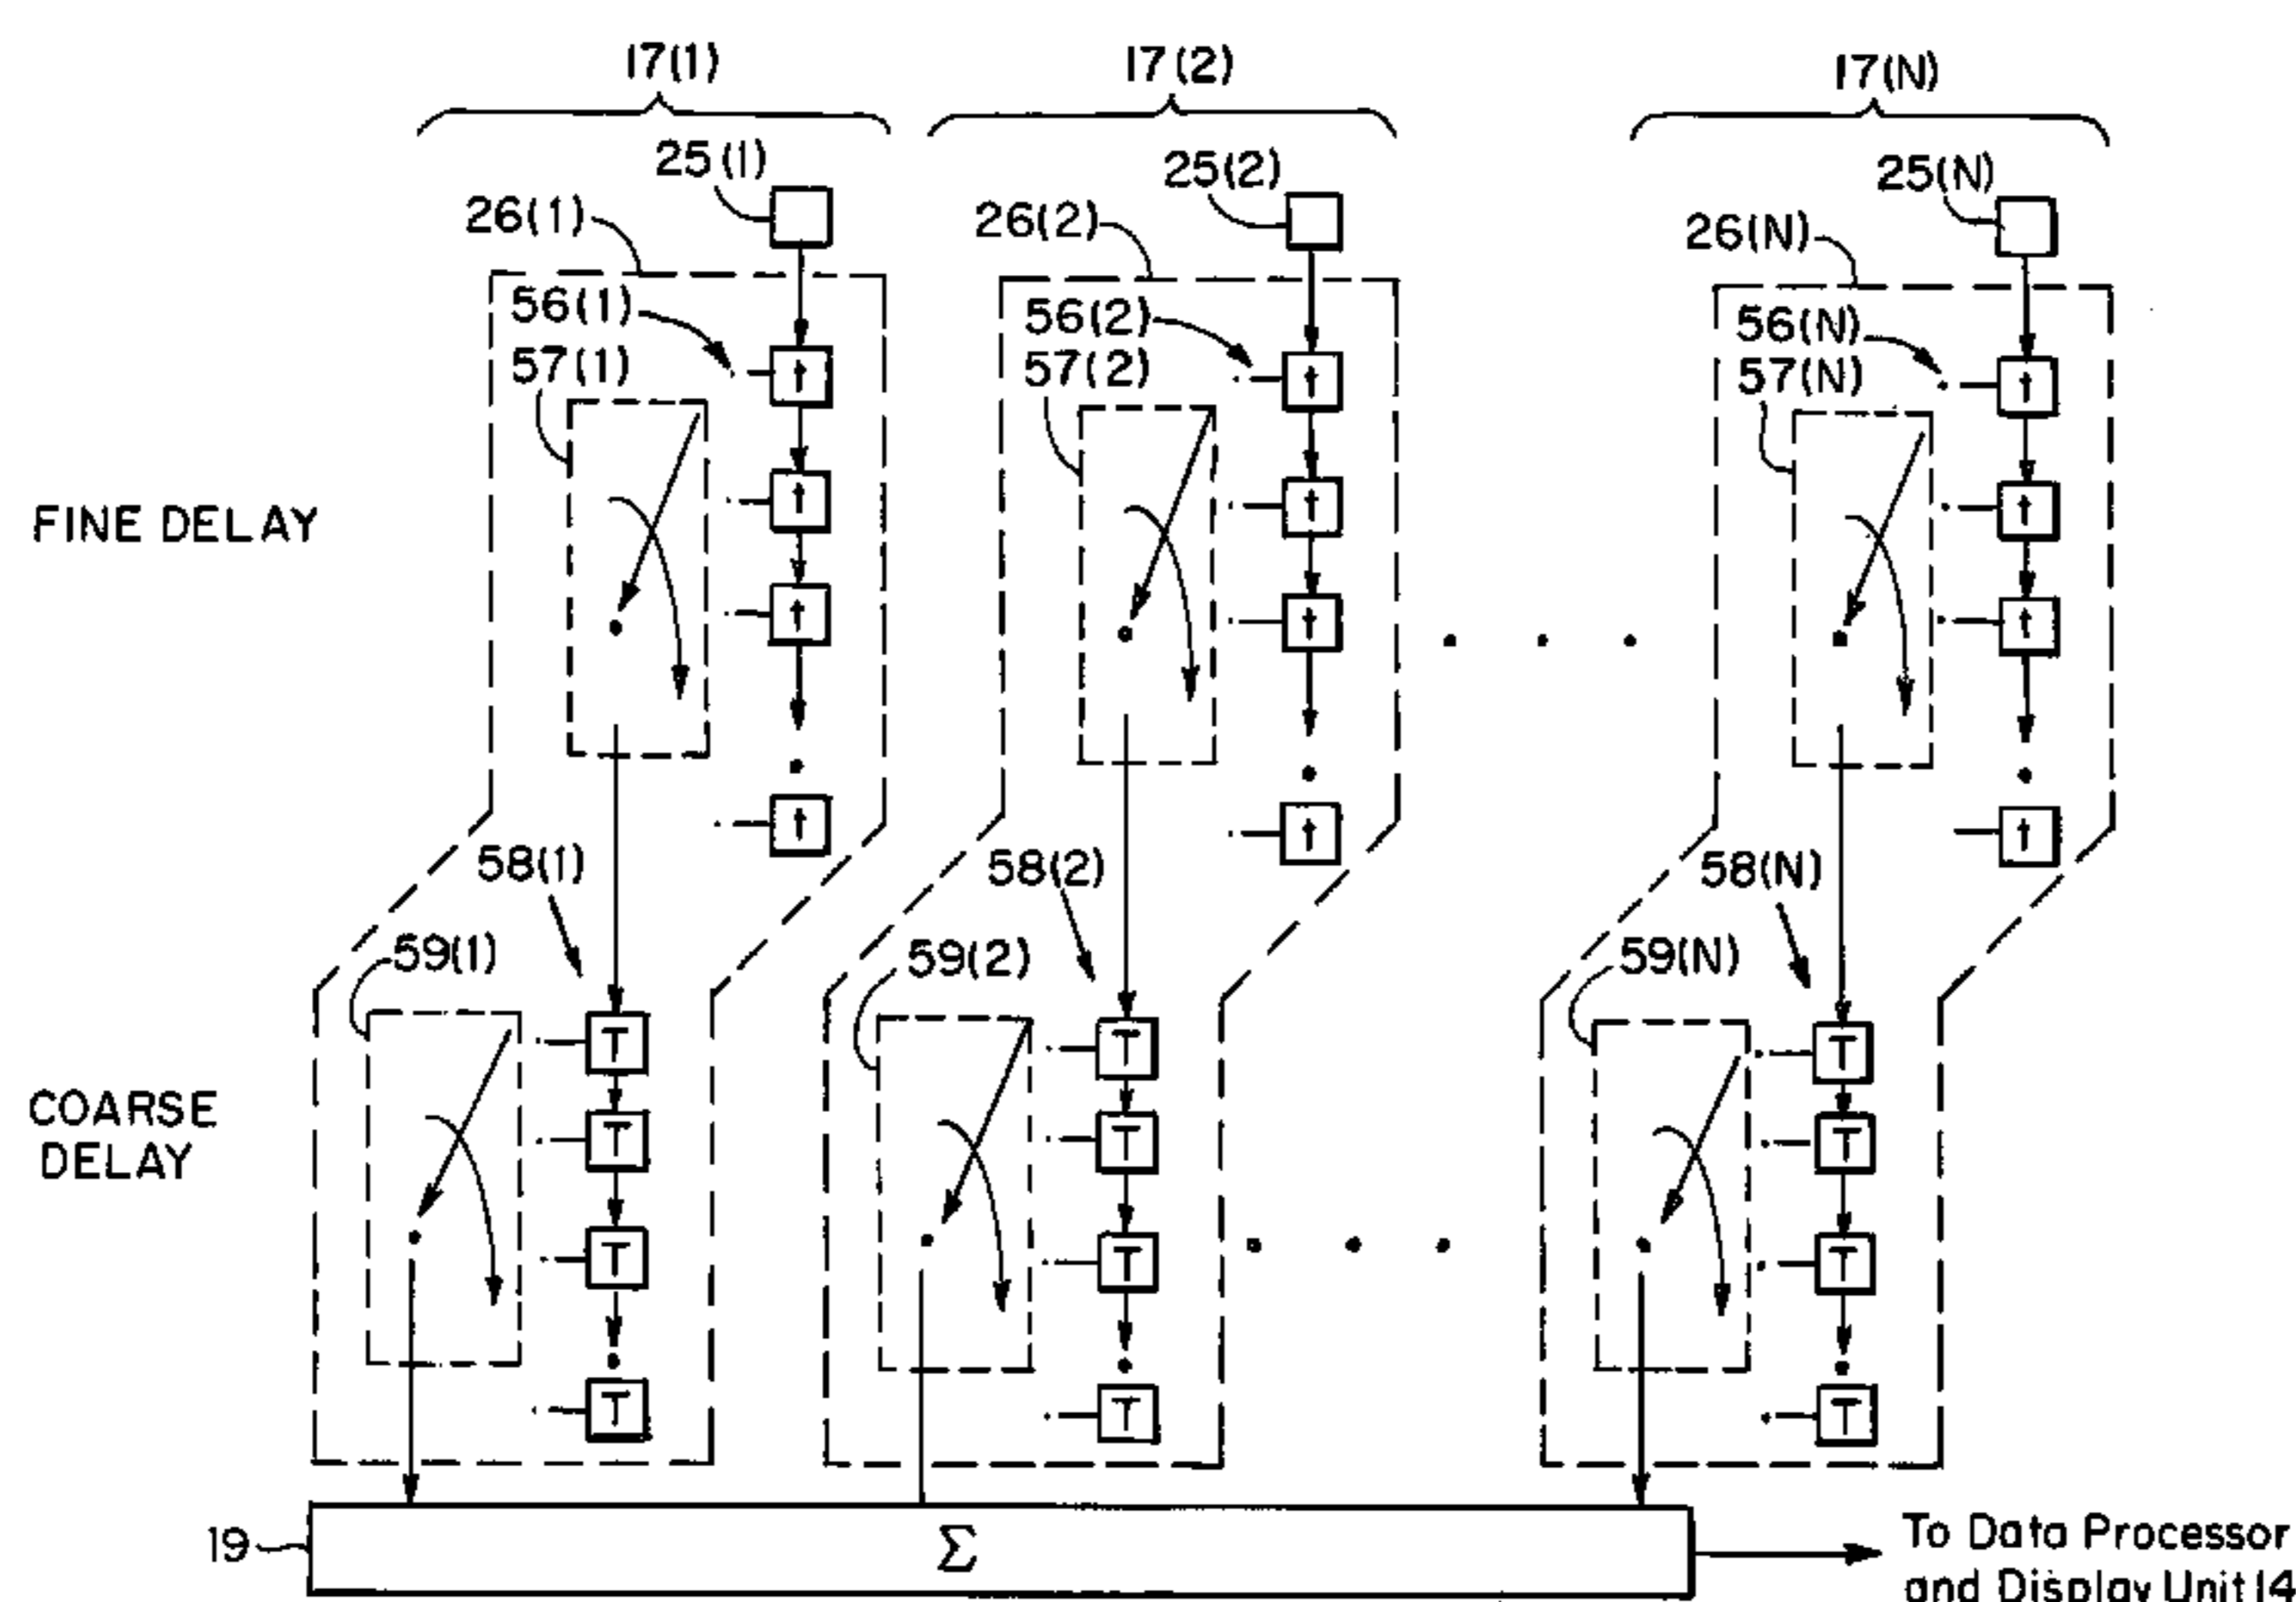 17(1) 17(2) 17(N)
25(1) 25(2) 25(N)
26(1) 26(2) 26(N)
56(1) 56(2) 56(N)
57(1) 57(2) 57(N)
t t t
FINE DELAY
t t t
t t t
t t t
58(1) 58(2) 58(N)
59(1) 59(2) 59(N)
T T T
COARSE
DELAY
T T T
T T T
T T T
19 Σ
To Data Processor
and Display Unit 14